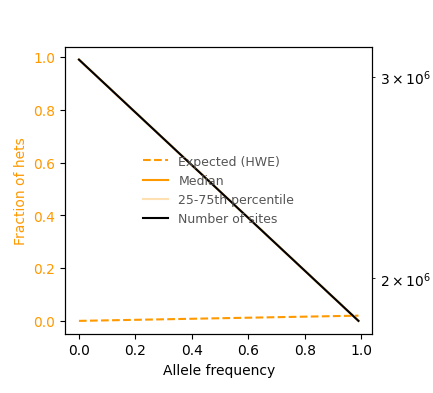 1.0
0.8
0.6
0.4
0.2
0.0
Fraction of hets
3 × 10⁶
2 × 10⁶
Expected (HWE)
Median
25-75th percentile
Number of sites
0.0 0.2 0.4 0.6 0.8 1.0
Allele frequency